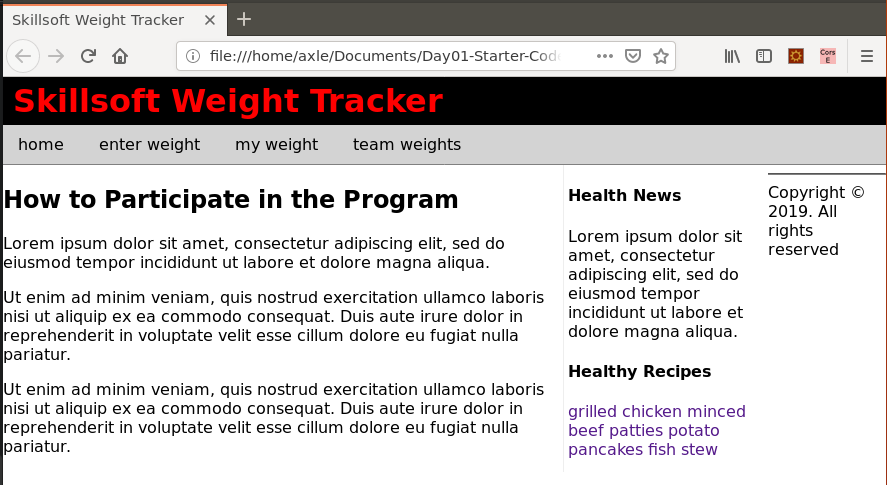 Skillsoft Weight Tracker
file:///home/axle/Documents/Day01-Starter-Code
Cors
E
Skillsoft Weight Tracker
home enter weight my weight team weights
How to Participate in the Program
Lorem ipsum dolor sit amet, consectetur adipiscing elit, sed do
eiusmod tempor incididunt ut labore et dolore magna aliqua.
Ut enim ad minim veniam, quis nostrud exercitation ullamco laboris
nisi ut aliquip ex ea commodo consequat. Duis aute irure dolor in
reprehenderit in voluptate velit esse cillum dolore eu fugiat nulla
pariatur.
Ut enim ad minim veniam, quis nostrud exercitation ullamco laboris
nisi ut aliquip ex ea commodo consequat. Duis aute irure dolor in
reprehenderit in voluptate velit esse cillum dolore eu fugiat nulla
pariatur.
Health News
Lorem ipsum dolor sit
amet, consectetur
adipiscing elit, sed do
eiusmod tempor
incididunt ut labore et
dolore magna aliqua.
Healthy Recipes
grilled chicken minced
beef patties potato
pancakes fish stew
Copyright ©
2019. All
rights
reserved